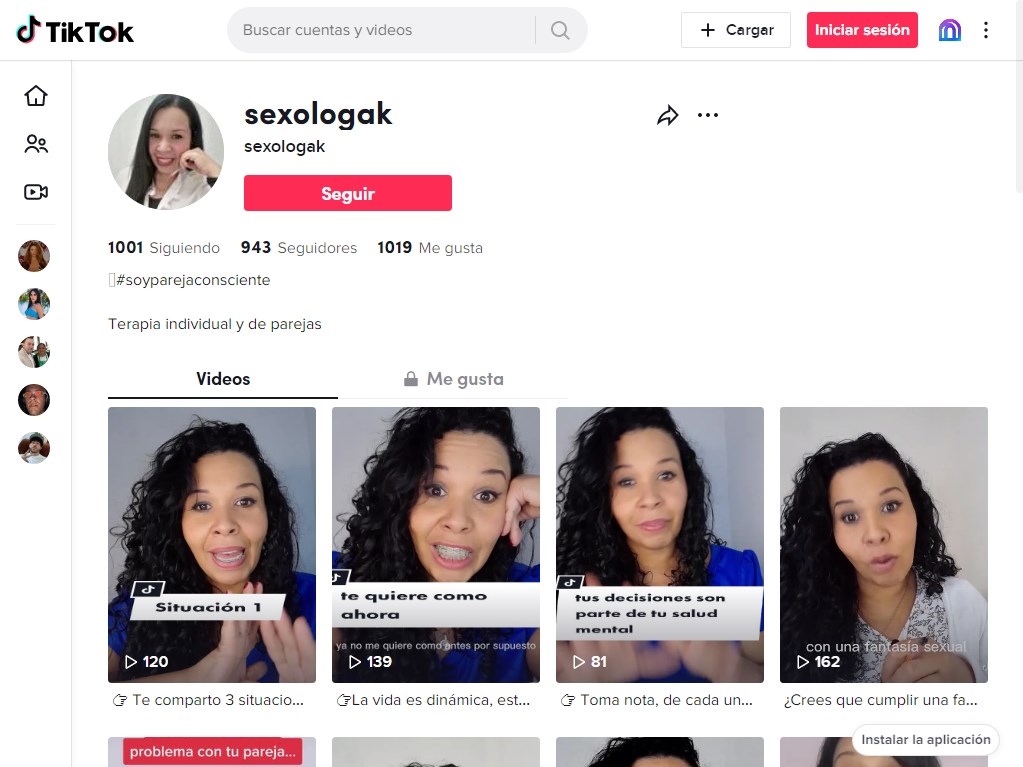 TikTok
Buscar cuentas y videos
Cargar
Iniciar sesión
sexologak
sexologak
Seguir
1001 Siguiendo 943 Seguidores 1019 Me gusta
#soyparejaconsciente
Terapia individual y de parejas
Videos
Me gusta
Situación 1
120
te quiere como
ahora
ya no me quiere como antes por supuesto
139
tus decisiones son
parte de tu salud
mental
81
con una fantasía sexual
162
👉 Te comparto 3 situacio...
👉La vida es dinámica, est...
👉 Toma nota, de cada un...
¿Crees que cumplir una fa...
problema con tu pareja...
Instalar la aplicación